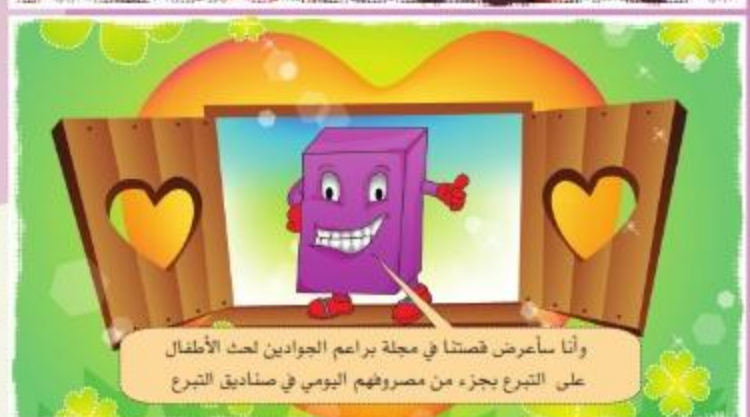 وأنا سأعرض قصتنا في مجلة براعم الجوادين لحث الأطفال
على التبرع بجزء من مصروفهم اليومي في صناديق التبرع